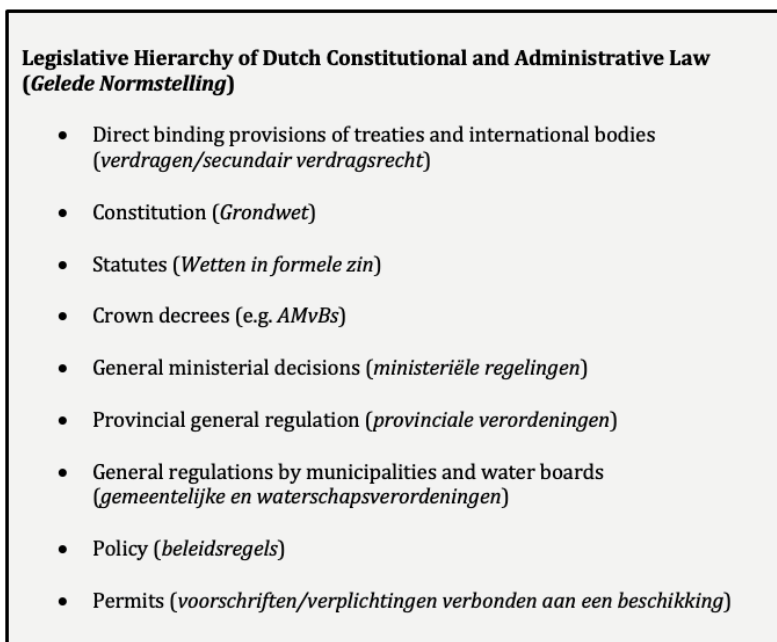 Legislative Hierarchy of Dutch Constitutional and Administrative Law
(Gelede Normstelling)
• Direct binding provisions of treaties and international bodies
(verdragen/secundair verdragsrecht)
• Constitution (Grondwet)
• Statutes (Wetten in formele zin)
• Crown decrees (e.g. AMvBs)
• General ministerial decisions (ministeriële regelingen)
• Provincial general regulation (provinciale verordeningen)
• General regulations by municipalities and water boards
(gemeentelijke en waterschapsverordeningen)
• Policy (beleidsregels)
• Permits (voorschriften/verplichtingen verbonden aan een beschikking)